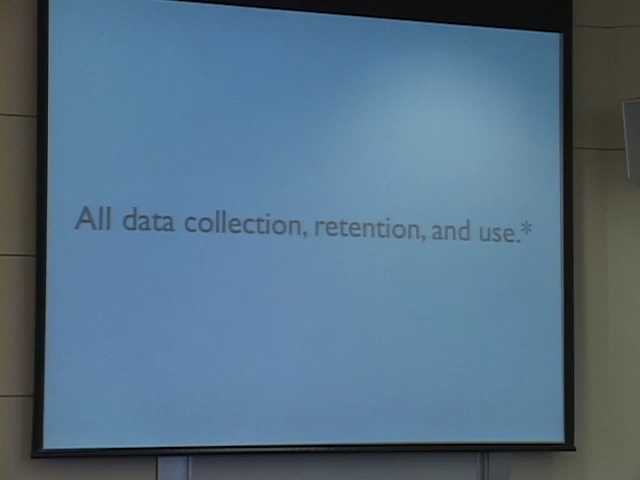 All data collection, retention, and use.*